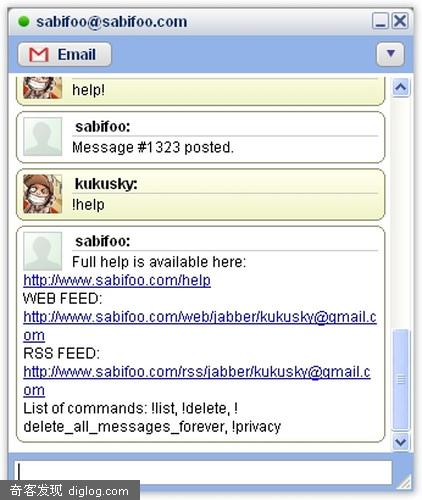 sabifoo@sabifoo.com
Email
help!
sabifoo:
Message #1323 posted.
kukusky:
!help
sabifoo:
Full help is available here:
http://www.sabifoo.com/help
WEB FEED:
http://www.sabifoo.com/web/jabber/kukusky@gmail.c
om
RSS FEED:
http://www.sabifoo.com/rss/jabber/kukusky@gmail.c
om
List of commands: !list, !delete, !
delete_all_messages_forever, !privacy
奇客发现 diglog.com